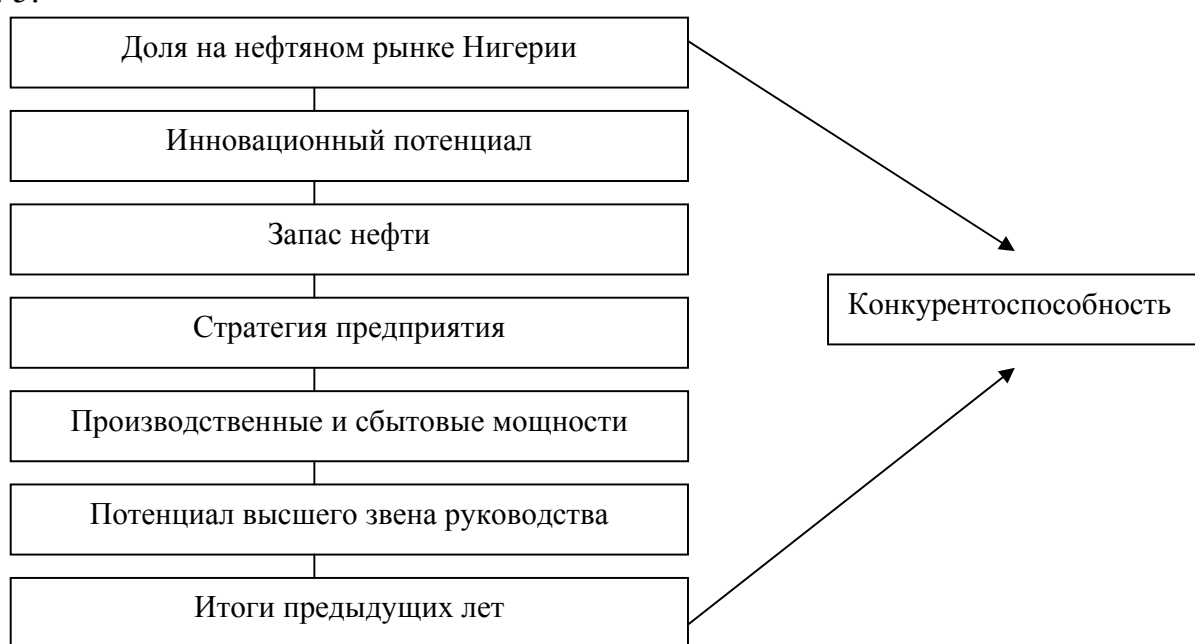 Доля на нефтяном рынке Нигерии
Инновационный потенциал
Запас нефти
Стратегия предприятия
Конкурентоспособность
Производственные и сбытовые мощности
Потенциал высшего звена руководства
Итоги предыдущих лет